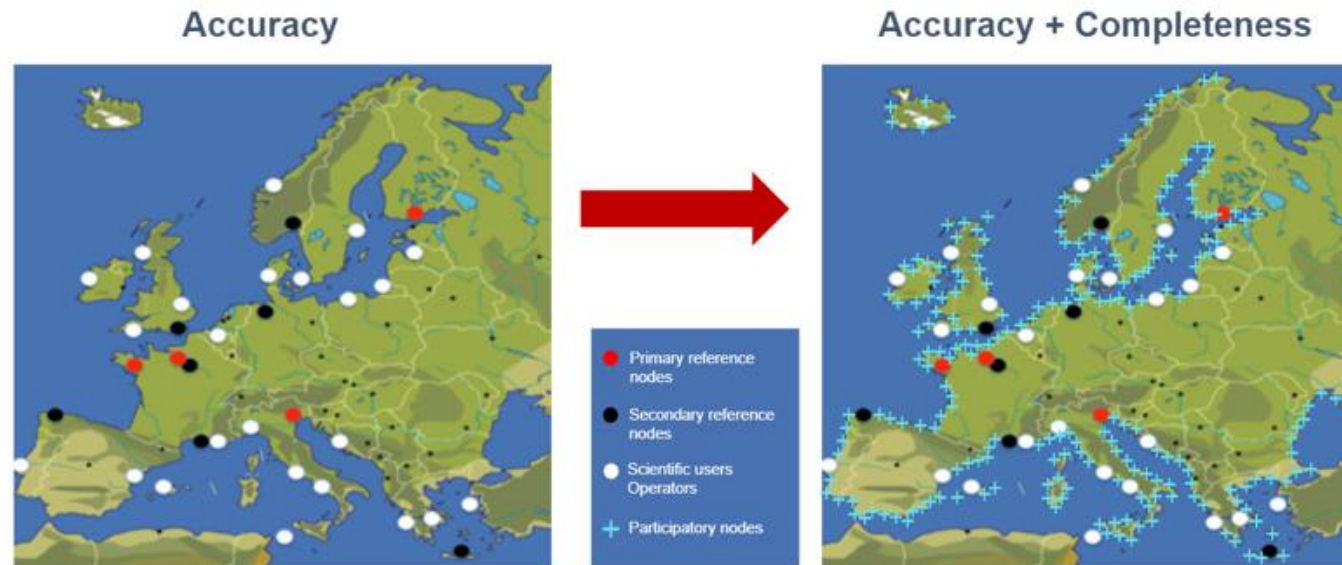 Accuracy
Accuracy + Completeness
Primary reference
nodes
Secondary reference
nodes
Scientific users
Operators
Participatory nodes